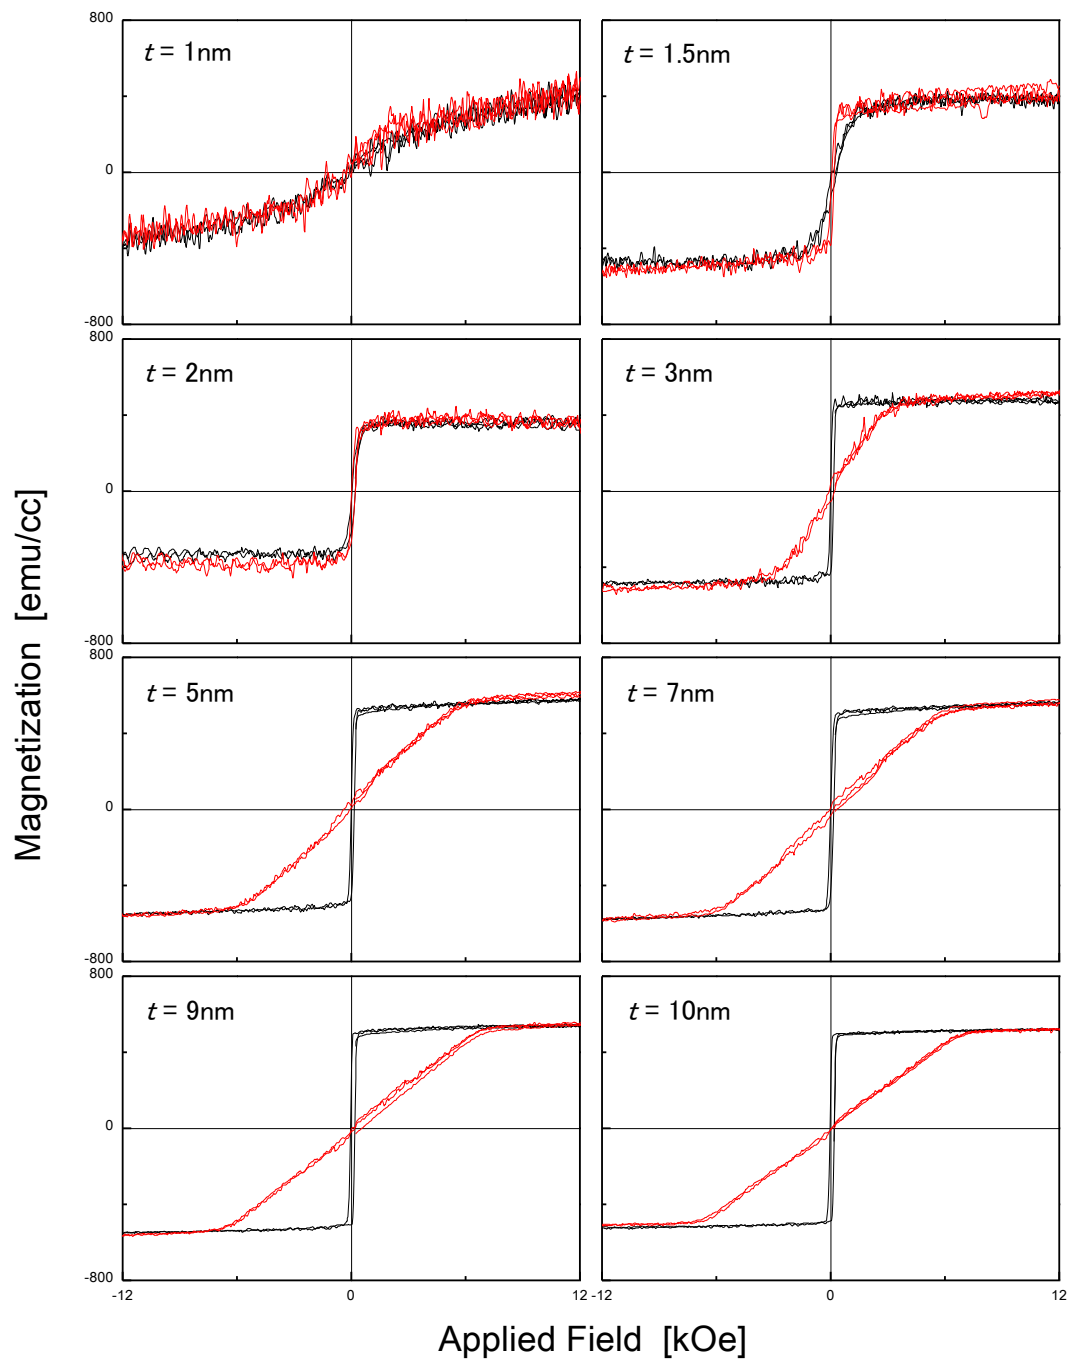 800
t = 1nm
t = 1.5nm
0
-800
800
t = 2nm
t = 3nm
0
-800
800
t = 5nm
t = 7nm
0
-800
800
t = 9nm
t = 10nm
0
-800
-12 0 12 -12 0 12
Magnetization [emu/cc]
Applied Field [kOe]